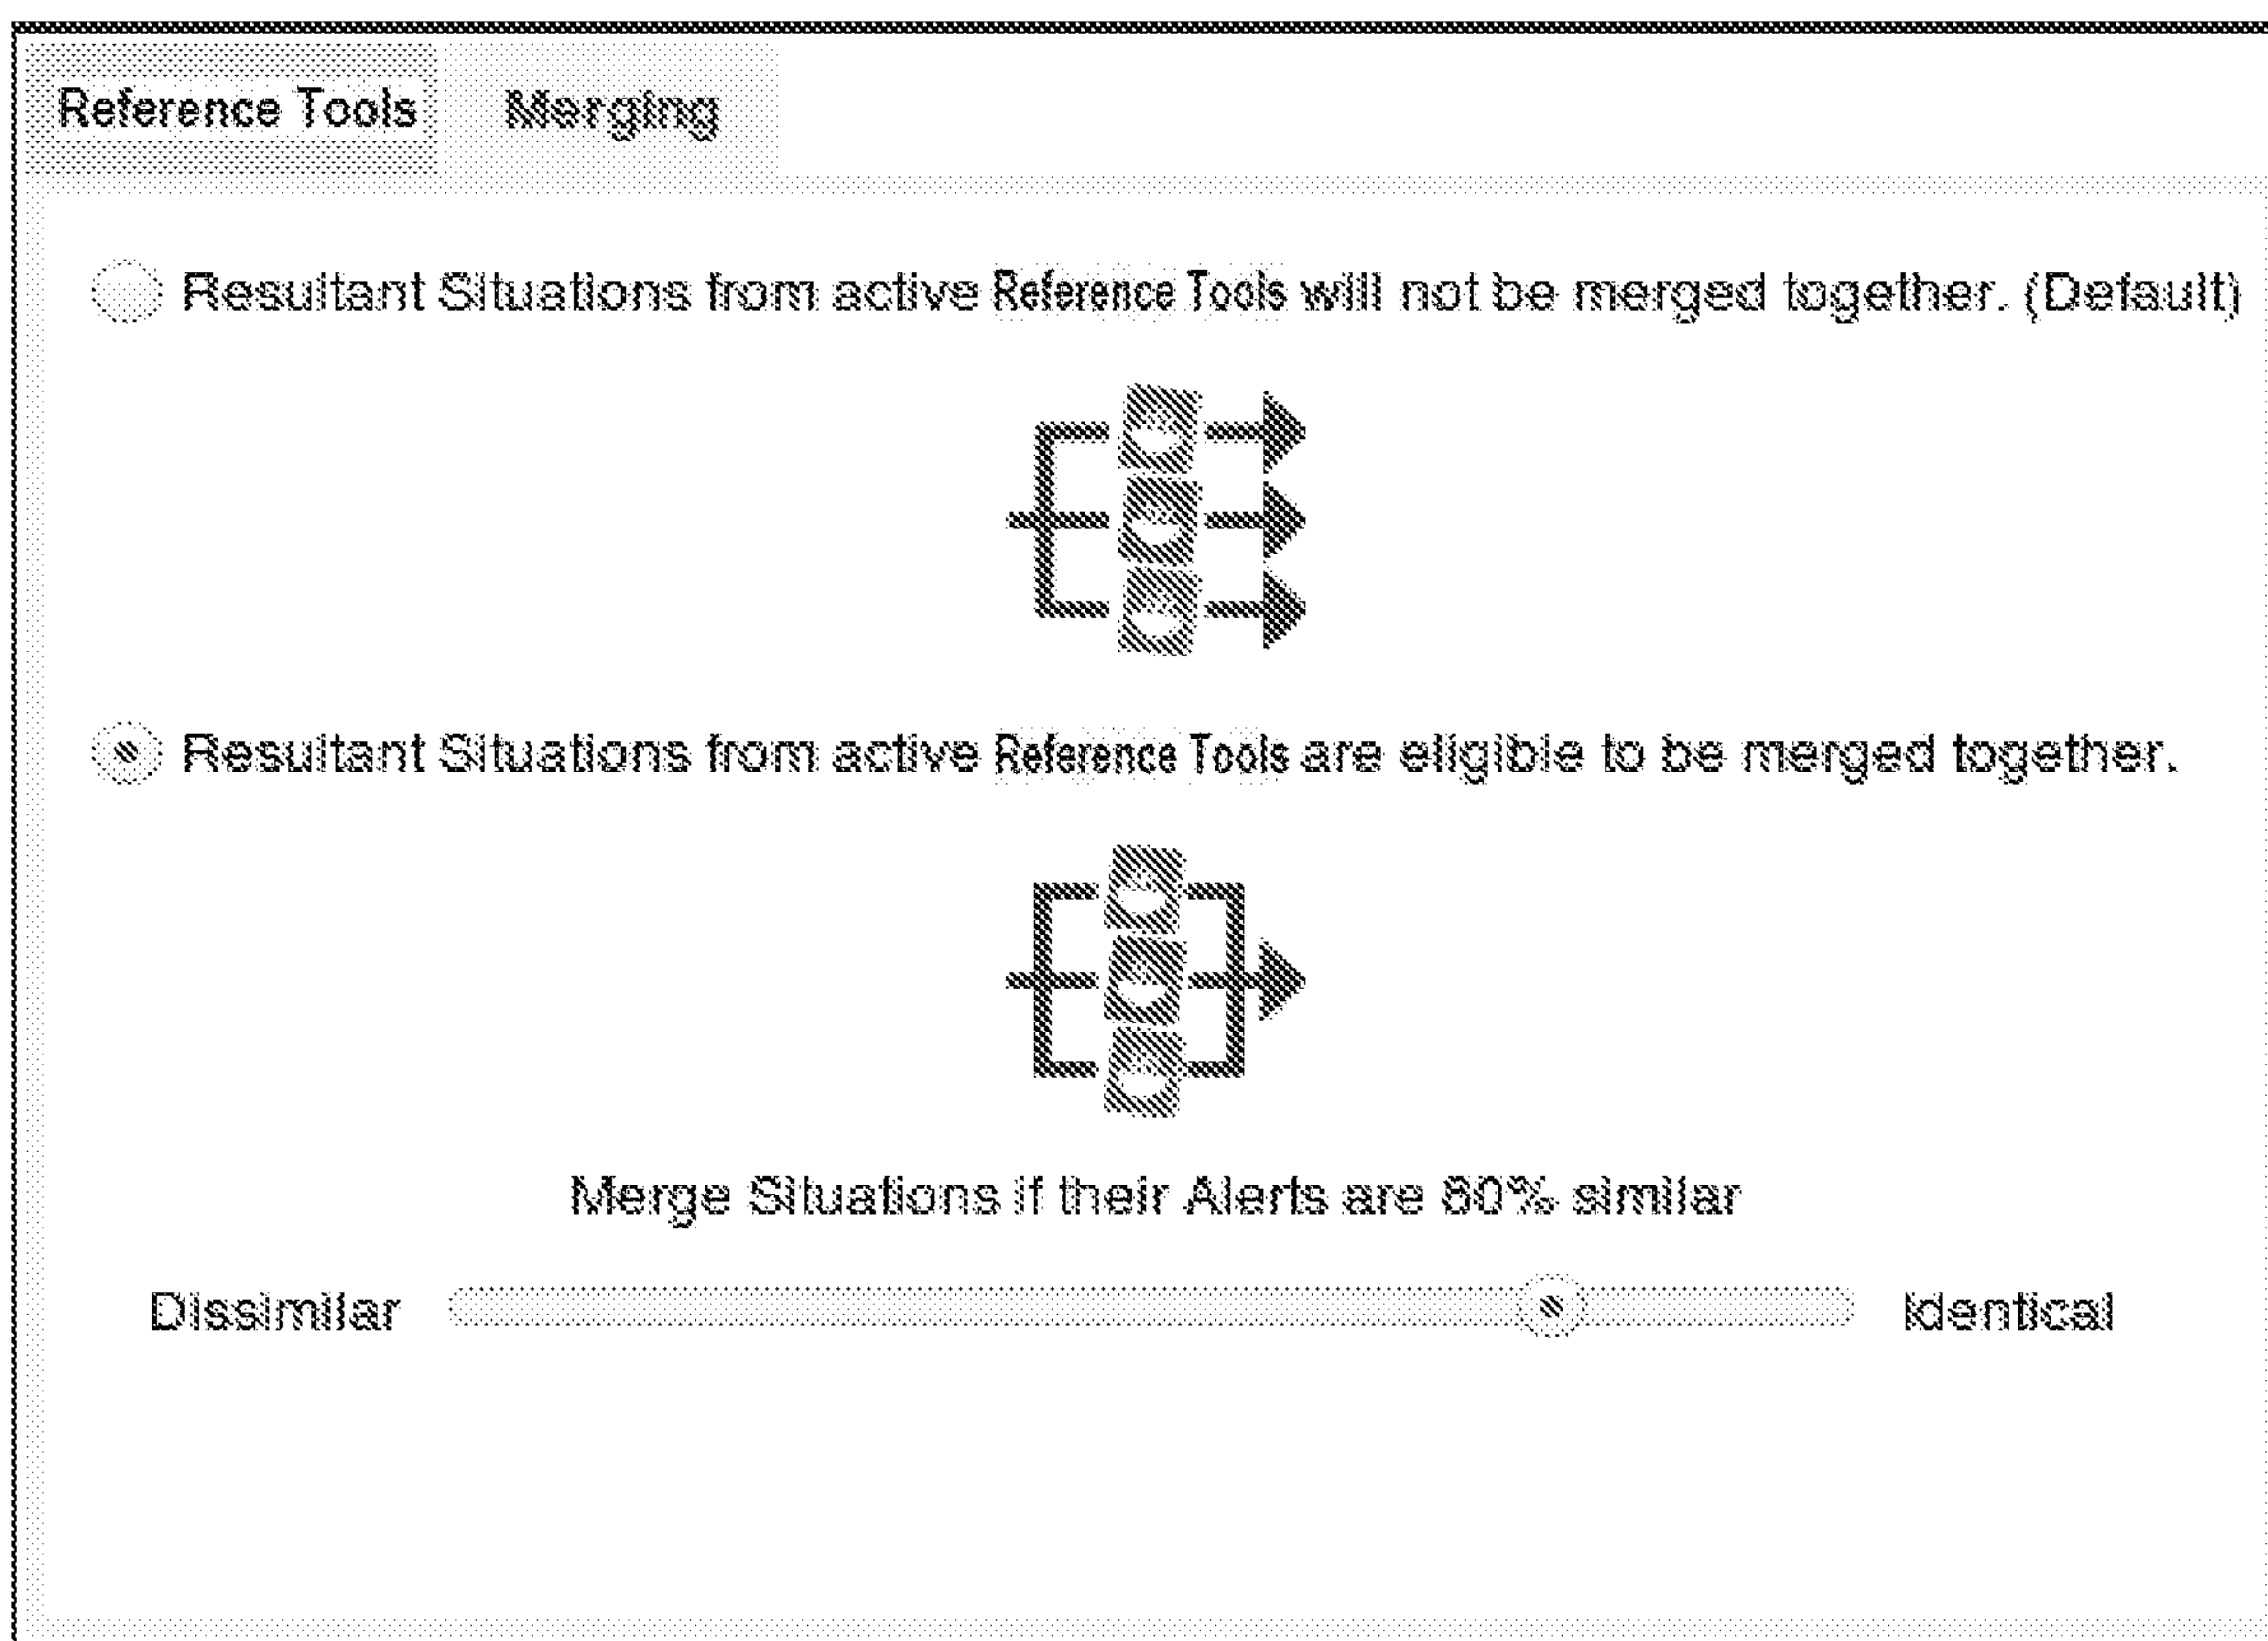 Reference Tools Merging
Resultant Situations from active Reference Tools will not be merged together. (Default)
Resultant Situations from active Reference Tools are eligible to be merged together.
Merge Situations if their Alerts are 80% similar
Dissimilar Identical